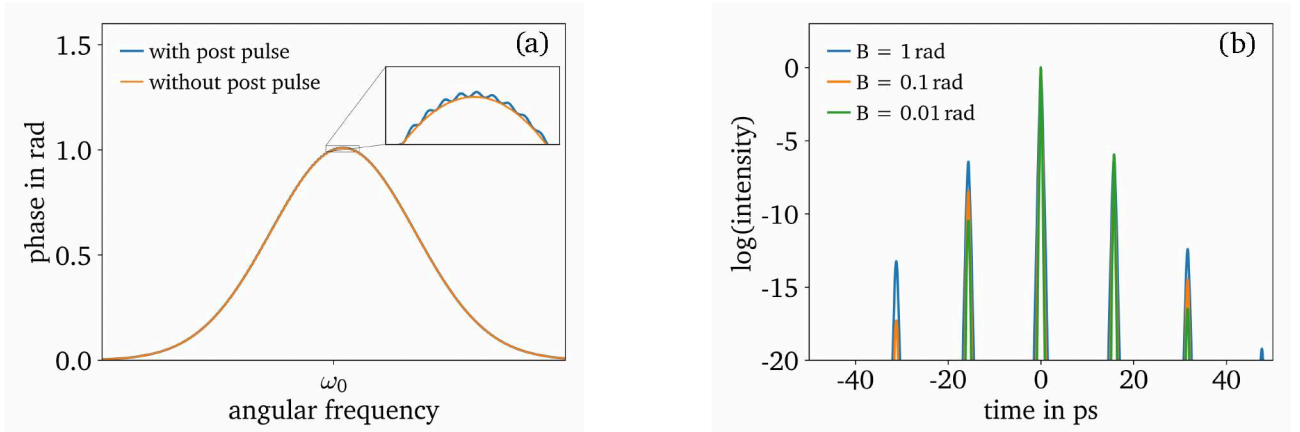 (a)
with post pulse
without post pulse
1.5
1.0
0.5
0.0
phase in rad
ω₀
angular frequency
(b)
B = 1 rad
B = 0.1 rad
B = 0.01 rad
0
-5
-10
-15
-20
log(intensity)
-40 -20 0 20 40
time in ps